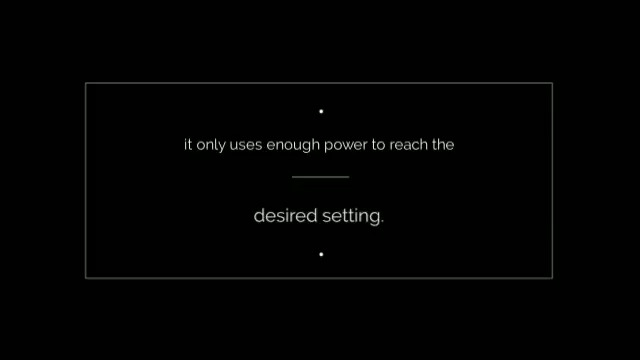 it only uses enough power to reach the
desired setting.